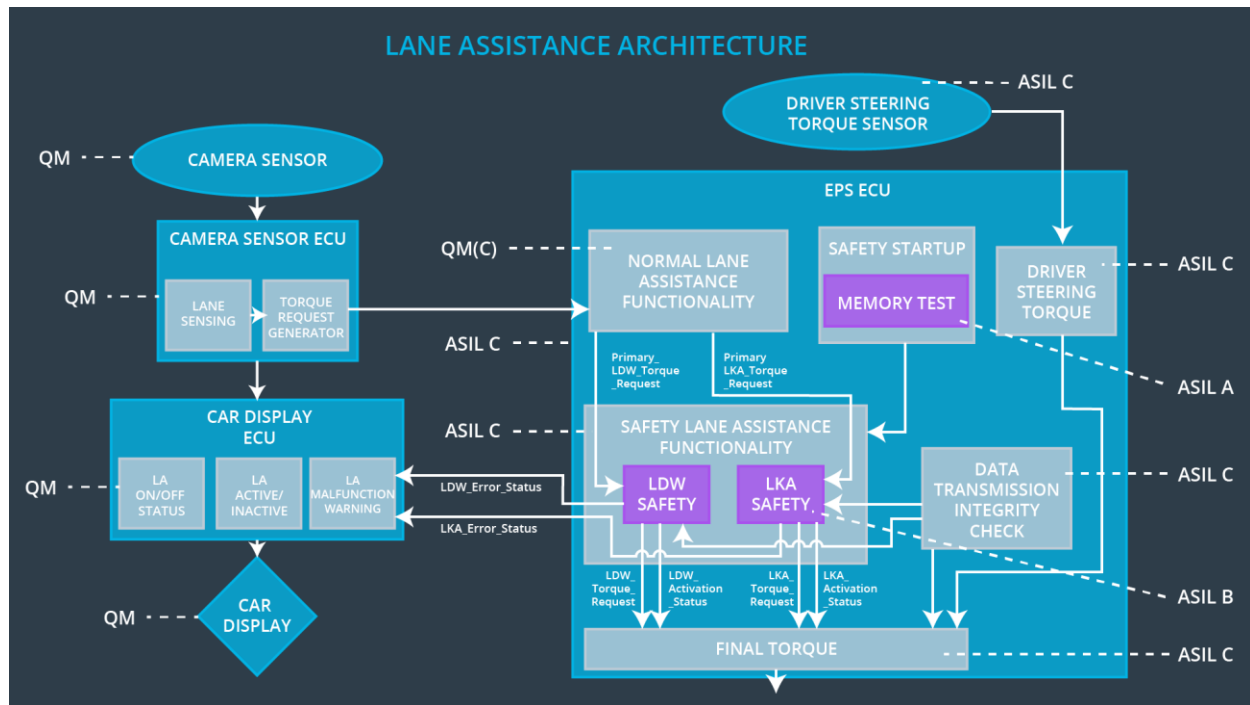 LANE ASSISTANCE ARCHITECTURE
ASIL C
DRIVER STEERING
TORQUE SENSOR
QM
CAMERA SENSOR
EPS ECU
CAMERA SENSOR ECU
QM
LANE
SENSING
TORQUE
REQUEST
GENERATOR
QM(C)
NORMAL LANE
ASSISTANCE
FUNCTIONALITY
SAFETY STARTUP
MEMORY TEST
DRIVER
STEERING
TORQUE
ASIL C
ASIL C
Primary_
LDW_Torque
_Request
Primary
LKA_Torque
_Request
ASIL A
CAR DISPLAY
ECU
QM
LA
ON/OFF
STATUS
LA
ACTIVE/
INACTIVE
LA
MALFUNCTION
WARNING
ASIL C
SAFETY LANE ASSISTANCE
FUNCTIONALITY
LDW
SAFETY
LKA
SAFETY
DATA
TRANSMISSION
INTEGRITY
CHECK
ASIL C
LDW_Error_Status
LKA_Error_Status
LDW_
Torque_
Request
LDW_
Activation
_Status
LKA_
Torque_
Request
LKA_
Activation
_Status
ASIL B
QM
CAR
DISPLAY
FINAL TORQUE
ASIL C